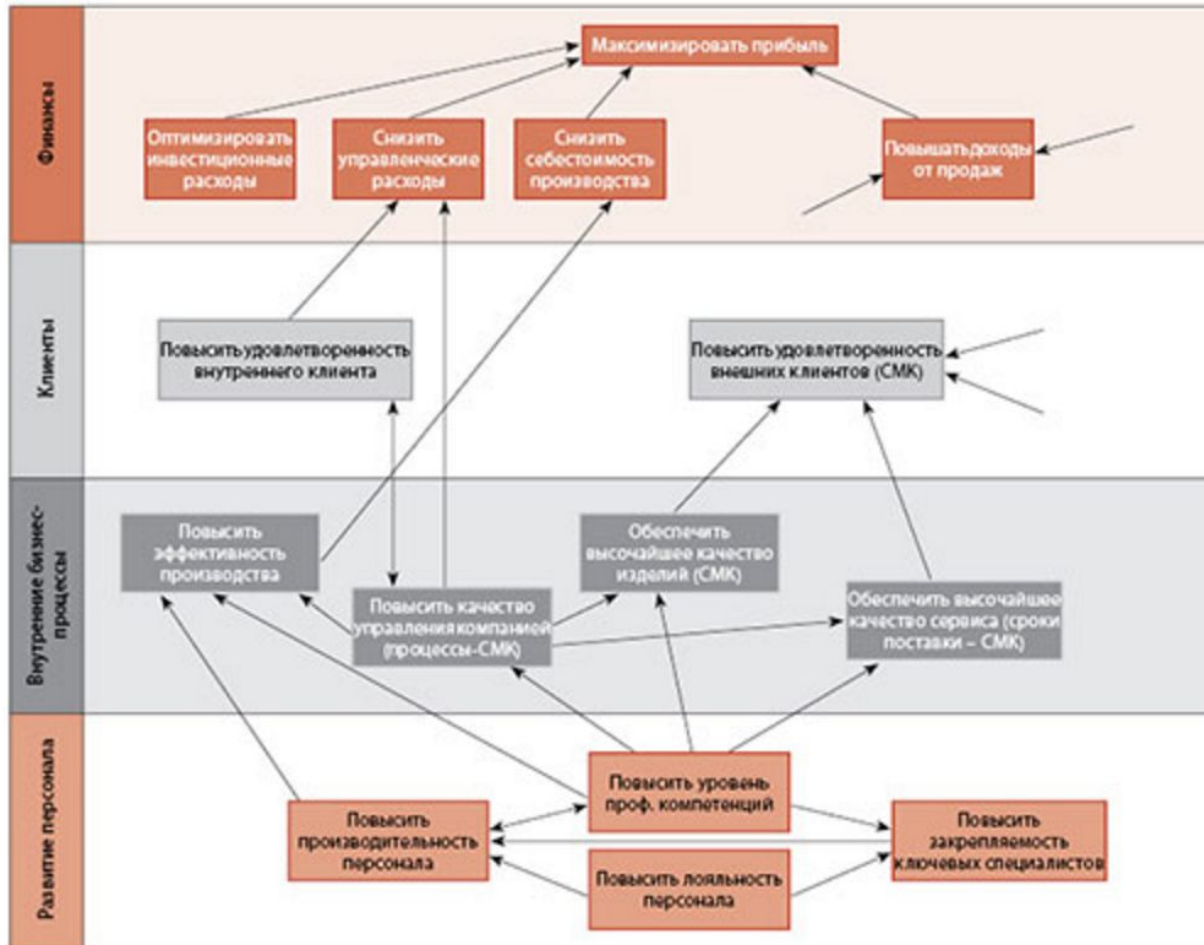 Финансы
Максимизировать прибыль
Оптимизировать
инвестиционные
расходы
Снизить
управленческие
расходы
Снизить
себестоимость
производства
Повышать доходы
от продаж
Клиенты
Повысить удовлетворенность
внутреннего клиента
Повысить удовлетворенность
внешних клиентов (СМК)
Внутренние бизнес-
процессы
Повысить
эффективность
производства
Повысить качество
управления компанией
(процессы-СМК)
Обеспечить
высочайшее качество
изделий (СМК)
Обеспечить высочайшее
качество сервиса (сроки
поставки – СМК)
Развитие персонала
Повысить
производительность
персонала
Повысить уровень
проф. компетенций
Повысить лояльность
персонала
Повысить
закрепляемость
ключевых специалистов